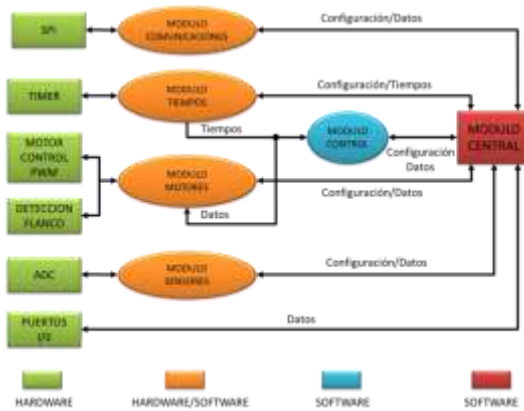 Configuración/Datos
SPI
MODULO
COMUNICACIONES
Configuración/Tiempos
TIMER
MODULO
TIEMPOS
Tiempos
MOTOR
CONTROL
PWM
MODULO
CONTROL
MODULO
CENTRAL
Configuración
Datos
MODULO
MOTORES
Configuración/Datos
DETECCION
FLANCO
Datos
Configuración/Datos
ADC
MODULO
SENSORES
PUERTOS
I/O
Datos
HARDWARE
HARDWARE/SOFTWARE
SOFTWARE
SOFTWARE